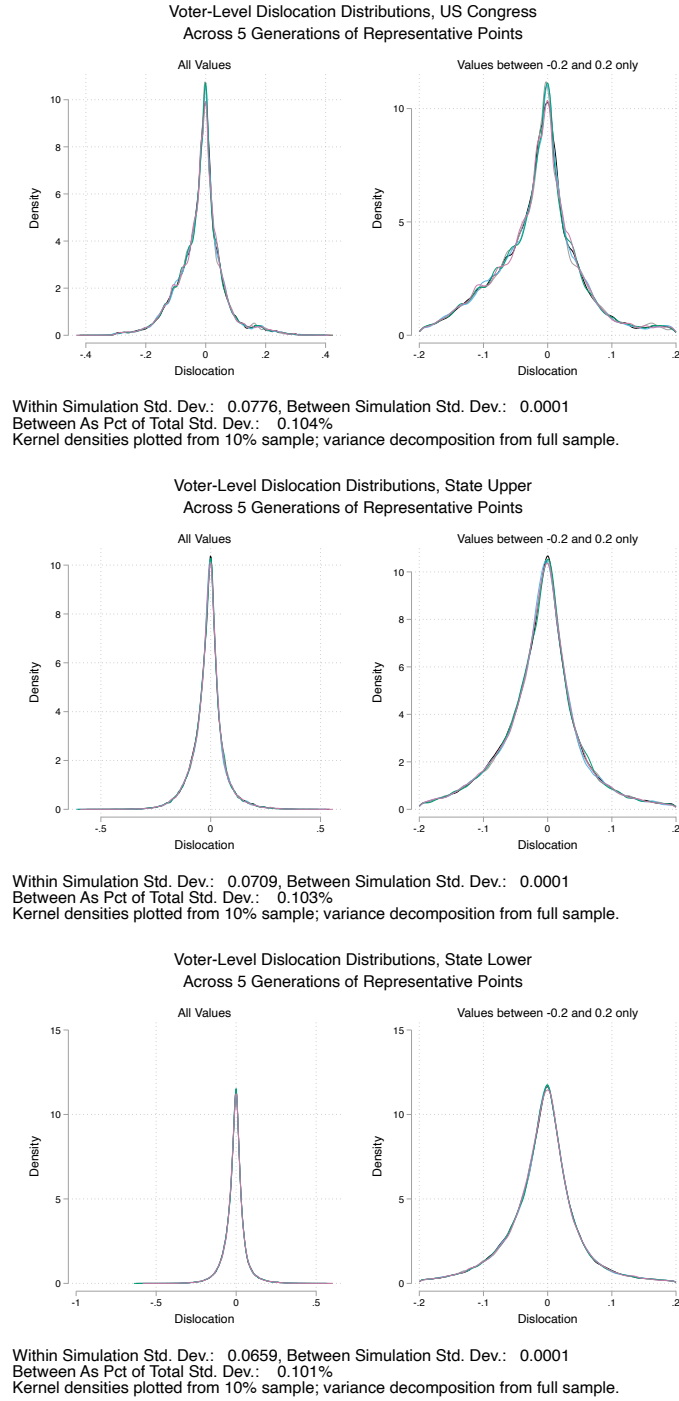 Voter-Level Dislocation Distributions, US Congress
Across 5 Generations of Representative Points
All Values
Values between -0.2 and 0.2 only
Density
10
8
6
4
2
0
-.4
-.2
0
.2
.4
Dislocation
Density
10
5
0
-.2
-.1
0
.1
.2
Dislocation
Within Simulation Std. Dev.: 0.0776, Between Simulation Std. Dev.: 0.0001
Between As Pct of Total Std. Dev.: 0.104%
Kernel densities plotted from 10% sample; variance decomposition from full sample.
Voter-Level Dislocation Distributions, State Upper
Across 5 Generations of Representative Points
All Values
Values between -0.2 and 0.2 only
Density
10
8
6
4
2
0
-.5
0
.5
Dislocation
Density
10
8
6
4
2
0
-.2
-.1
0
.1
.2
Dislocation
Within Simulation Std. Dev.: 0.0709, Between Simulation Std. Dev.: 0.0001
Between As Pct of Total Std. Dev.: 0.103%
Kernel densities plotted from 10% sample; variance decomposition from full sample.
Voter-Level Dislocation Distributions, State Lower
Across 5 Generations of Representative Points
All Values
Values between -0.2 and 0.2 only
Density
15
10
5
0
-1
-.5
0
.5
Dislocation
Density
15
10
5
0
-.2
-.1
0
.1
.2
Dislocation
Within Simulation Std. Dev.: 0.0659, Between Simulation Std. Dev.: 0.0001
Between As Pct of Total Std. Dev.: 0.101%
Kernel densities plotted from 10% sample; variance decomposition from full sample.